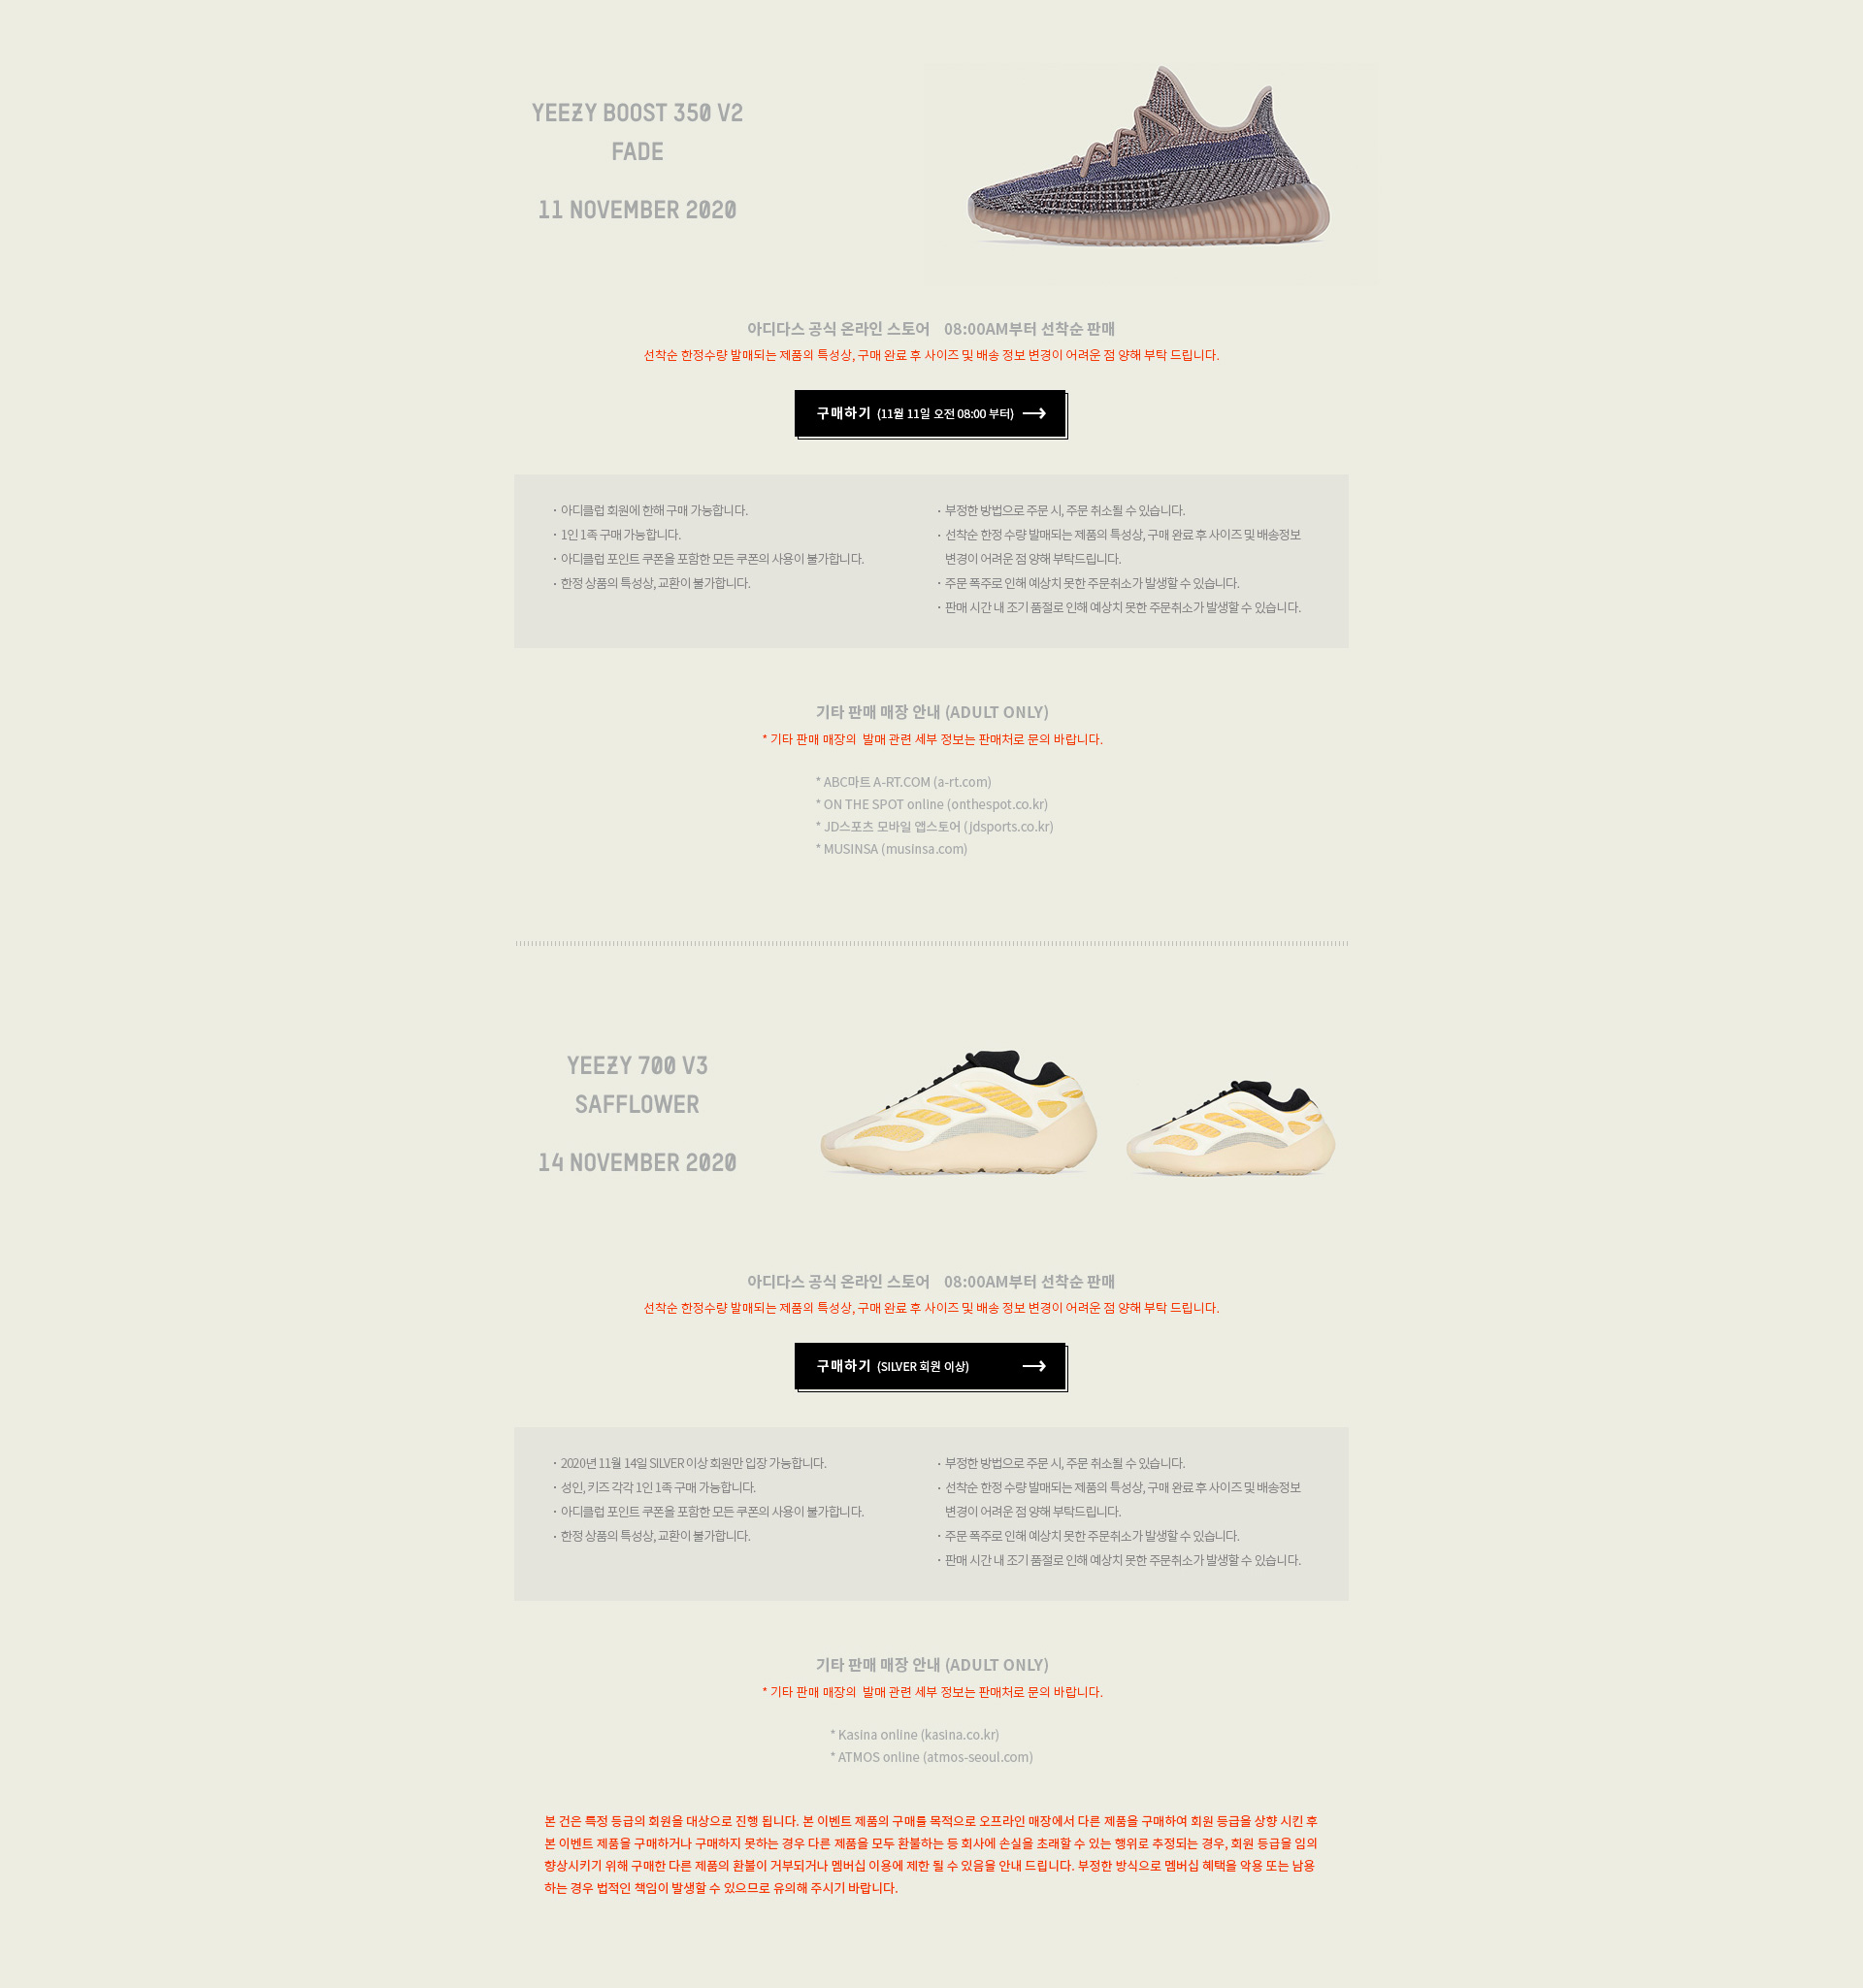 YEEZY BOOST 350 V2
FADE
11 NOVEMBER 2020
아디다스 공식 온라인 스토어 08:00AM부터 선착순 판매
선착순 한정수량 발매되는 제품의 특성상, 구매 완료 후 사이즈 및 배송 정보 변경이 어려운 점 양해 부탁 드립니다.
구매하기 (11월 11일 오전 08:00 부터)
· 아디클럽 회원에 한해 구매 가능합니다.
· 1인 1족 구매 가능합니다.
· 아디클럽 포인트 쿠폰을 포함한 모든 쿠폰의 사용이 불가합니다.
· 한정 상품의 특성상, 교환이 불가합니다.
· 부정한 방법으로 주문 시, 주문 취소될 수 있습니다.
· 선착순 한정 수량 발매되는 제품의 특성상, 구매 완료 후 사이즈 및 배송정보
변경이 어려운 점 양해 부탁드립니다.
· 주문 폭주로 인해 예상치 못한 주문취소가 발생할 수 있습니다.
· 판매 시간 내 조기 품절로 인해 예상치 못한 주문취소가 발생할 수 있습니다.
기타 판매 매장 안내 (ADULT ONLY)
* 기타 판매 매장의 발매 관련 세부 정보는 판매처로 문의 바랍니다.
* ABC마트 A-RT.COM (a-rt.com)
* ON THE SPOT online (onthespot.co.kr)
* JD스포츠 모바일 앱스토어 (jdsports.co.kr)
* MUSINSA (musinsa.com)
YEEZY 700 V3
SAFFLOWER
14 NOVEMBER 2020
아디다스 공식 온라인 스토어 08:00AM부터 선착순 판매
선착순 한정수량 발매되는 제품의 특성상, 구매 완료 후 사이즈 및 배송 정보 변경이 어려운 점 양해 부탁 드립니다.
구매하기 (SILVER 회원 이상)
· 2020년 11월 14일 SILVER 이상 회원만 입장 가능합니다.
· 성인, 키즈 각각 1인 1족 구매 가능합니다.
· 아디클럽 포인트 쿠폰을 포함한 모든 쿠폰의 사용이 불가합니다.
· 한정 상품의 특성상, 교환이 불가합니다.
· 부정한 방법으로 주문 시, 주문 취소될 수 있습니다.
· 선착순 한정 수량 발매되는 제품의 특성상, 구매 완료 후 사이즈 및 배송정보
변경이 어려운 점 양해 부탁드립니다.
· 주문 폭주로 인해 예상치 못한 주문취소가 발생할 수 있습니다.
· 판매 시간 내 조기 품절로 인해 예상치 못한 주문취소가 발생할 수 있습니다.
기타 판매 매장 안내 (ADULT ONLY)
* 기타 판매 매장의 발매 관련 세부 정보는 판매처로 문의 바랍니다.
* Kasina online (kasina.co.kr)
* ATMOS online (atmos-seoul.com)
본 건은 특정 등급의 회원을 대상으로 진행 됩니다. 본 이벤트 제품의 구매를 목적으로 오프라인 매장에서 다른 제품을 구매하여 회원 등급을 상향 시킨 후
본 이벤트 제품을 구매하거나 구매하지 못하는 경우 다른 제품을 모두 환불하는 등 회사에 손실을 초래할 수 있는 행위로 추정되는 경우, 회원 등급을 임의
향상시키기 위해 구매한 다른 제품의 환불이 거부되거나 멤버십 이용에 제한 될 수 있음을 안내 드립니다. 부정한 방식으로 멤버십 혜택을 악용 또는 남용
하는 경우 법적인 책임이 발생할 수 있으므로 유의해 주시기 바랍니다.